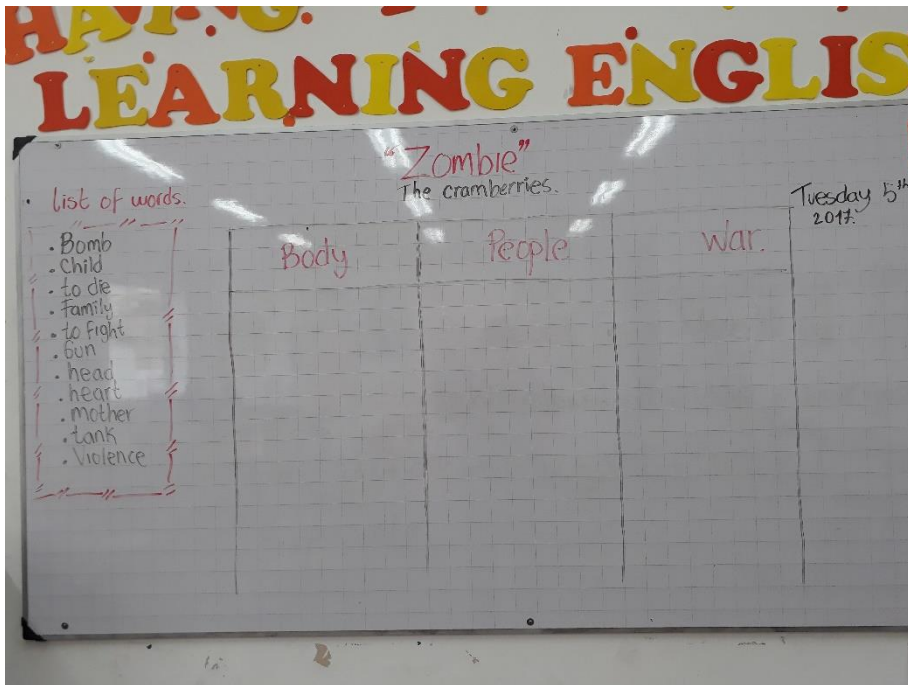 HAVING
LEARNING ENGLIS
"Zombie"
The cramberries.
Tuesday 5th
2017.
. list of words.
. Bomb
. child
. to die
. family
. to fight
. Gun
. head
. heart
. mother
. tank
. Violence
Body
People
War.